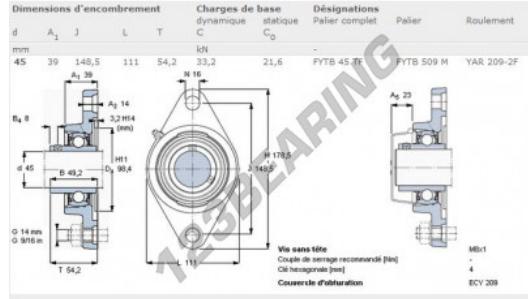 Dimensions d'encombrement Charges de base Désignations
dynamique statique Palier complet Palier Roulement
d A1 J L T C C0
mm kN -
45 39 148,5 111 54,2 33,2 21,6 FYTB 45 TF FYTB 509 M YAR 209-2F
A1 39
N 16
A2 14
A5 23
B4 8
3,2 H14
(mm)
H 178,5
H11
d 45
B 49,2
98,4
J 148,5
G 14 mm
G 9/16 in
T 54,2
L 111
Vis sans tête M8x1
Couple de serrage recommandé [Nm] -
Clé hexagonale [mm] 4
Couvercle d'obturation ECY 209
123BEARING